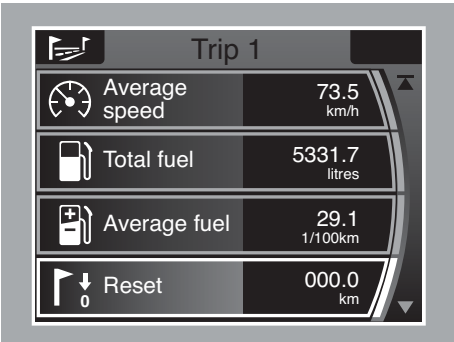 Trip 1
Average
speed
73.5
km/h
Total fuel
5331.7
litres
Average fuel
29.1
1/100km
Reset
0
000.0
km